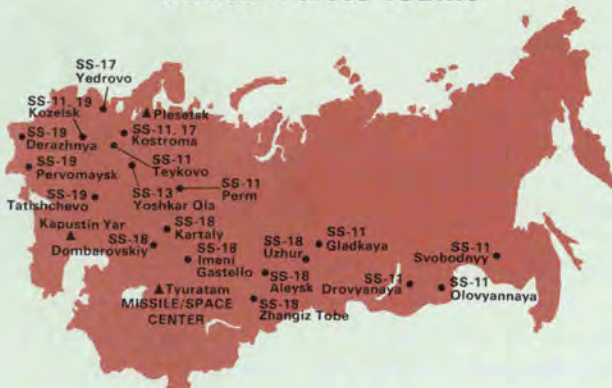 SS-17
Yedrovo
SS-11, 19
Kozelsk
Plesetsk
SS-19
Derazhnya
SS-11, 17
Kostroma
SS-19
Pervomaysk
SS-11
Teykovo
SS-19
Tatishchevo
SS-13
Yoshkar Ola
SS-11
Perm
Kapustin Yar
SS-18
Dombarovskiy
SS-18
Kartaly
SS-18
Imeni
Gastello
SS-18
Uzhur
SS-11
Gladkaya
SS-11
Svobodnyy
SS-18
Aleysk
SS-11
Drovyanaya
SS-11
Olovyannaya
Tyuratam
MISSILE/SPACE
CENTER
SS-18
Zhangiz Tobe